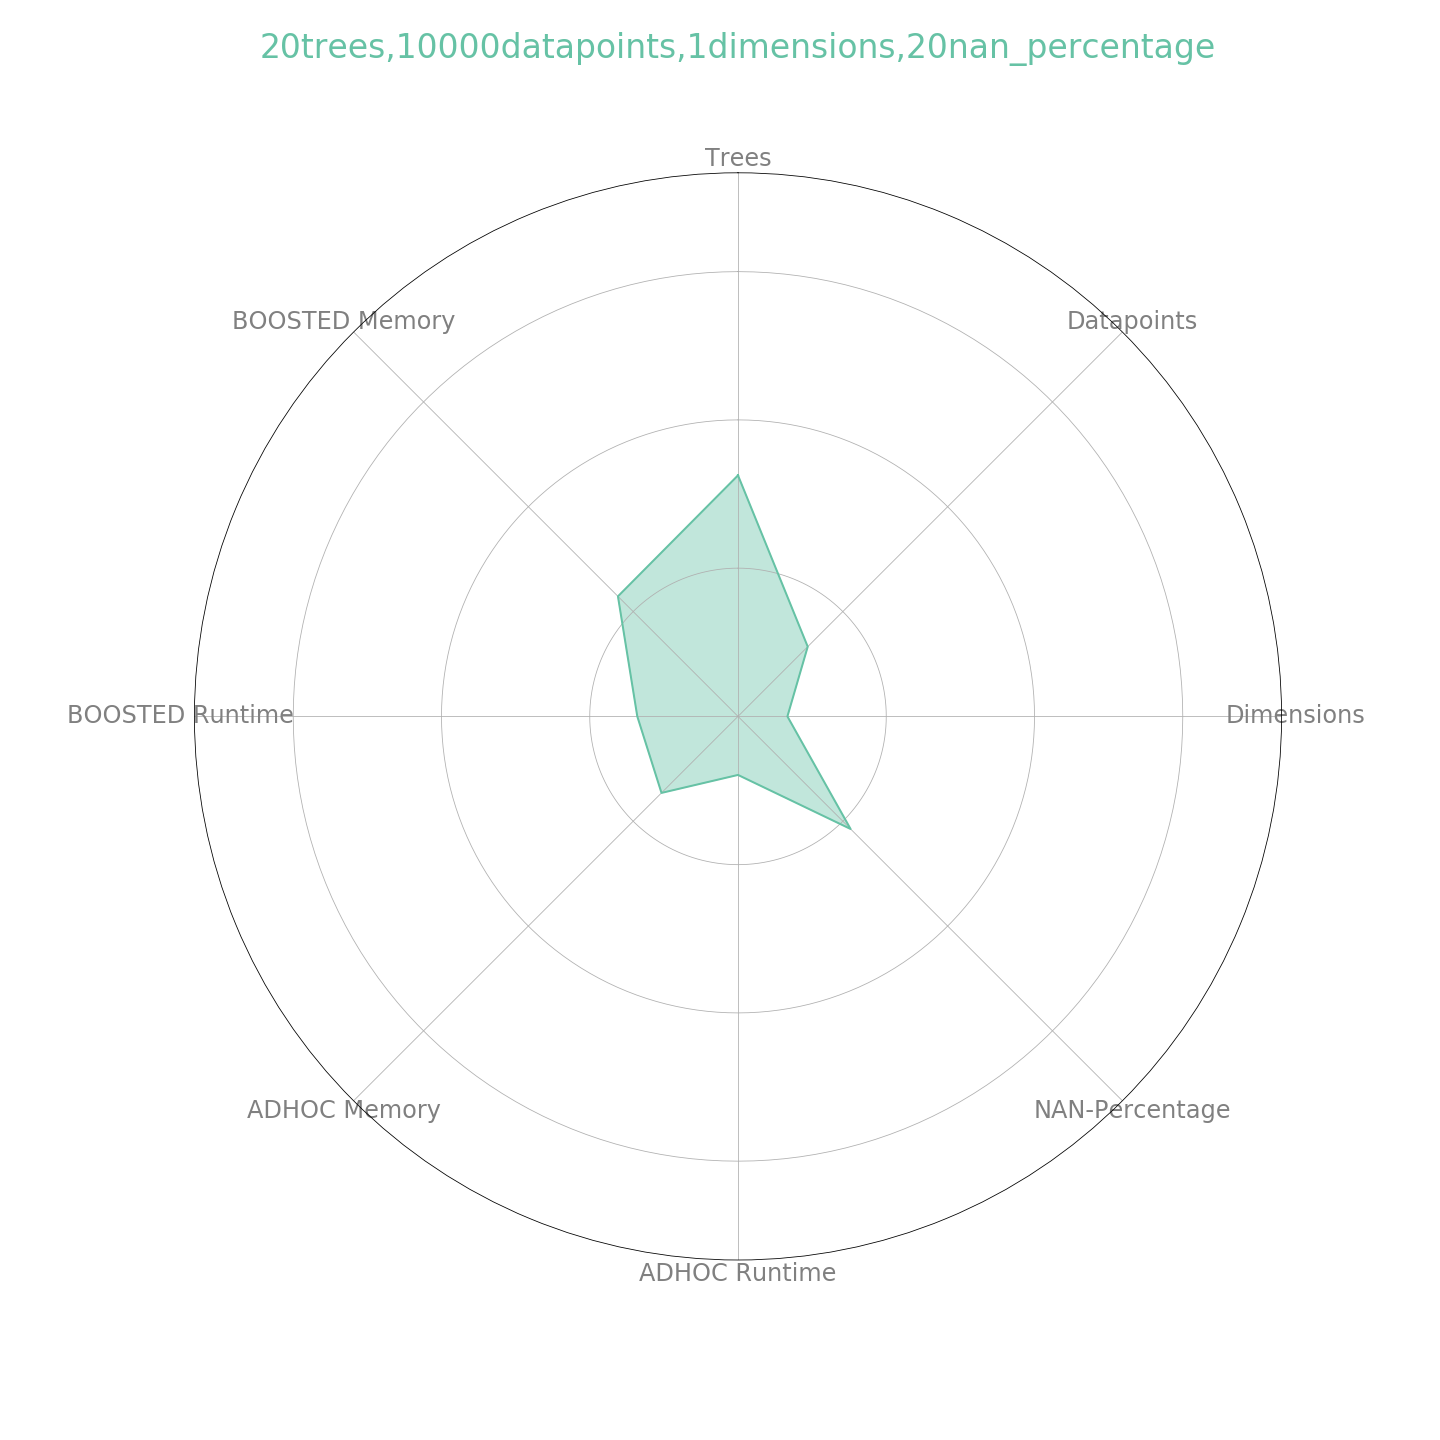 20trees,10000datapoints,1dimensions,20nan_percentage
Trees
BOOSTED Memory
Datapoints
BOOSTED Runtime
Dimensions
ADHOC Memory
NAN-Percentage
ADHOC Runtime